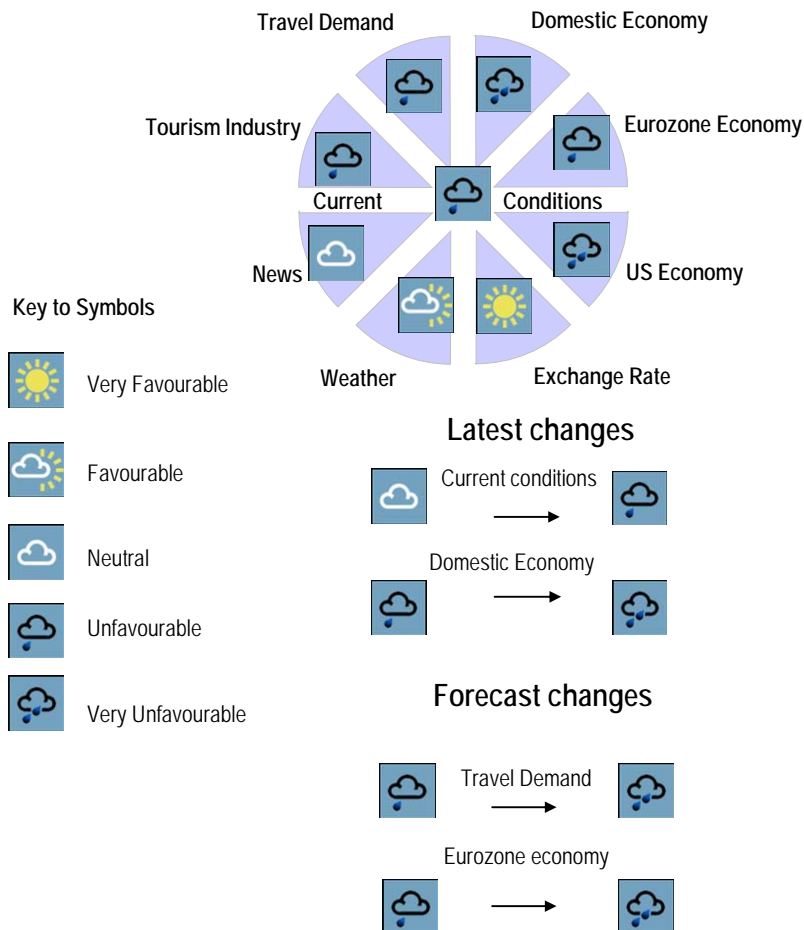 Travel Demand
Domestic Economy
Tourism Industry
Eurozone Economy
Current
Conditions
News
US Economy
Weather
Exchange Rate
Key to Symbols
Very Favourable
Favourable
Neutral
Unfavourable
Very Unfavourable
Latest changes
Current conditions
Domestic Economy
Forecast changes
Travel Demand
Eurozone economy